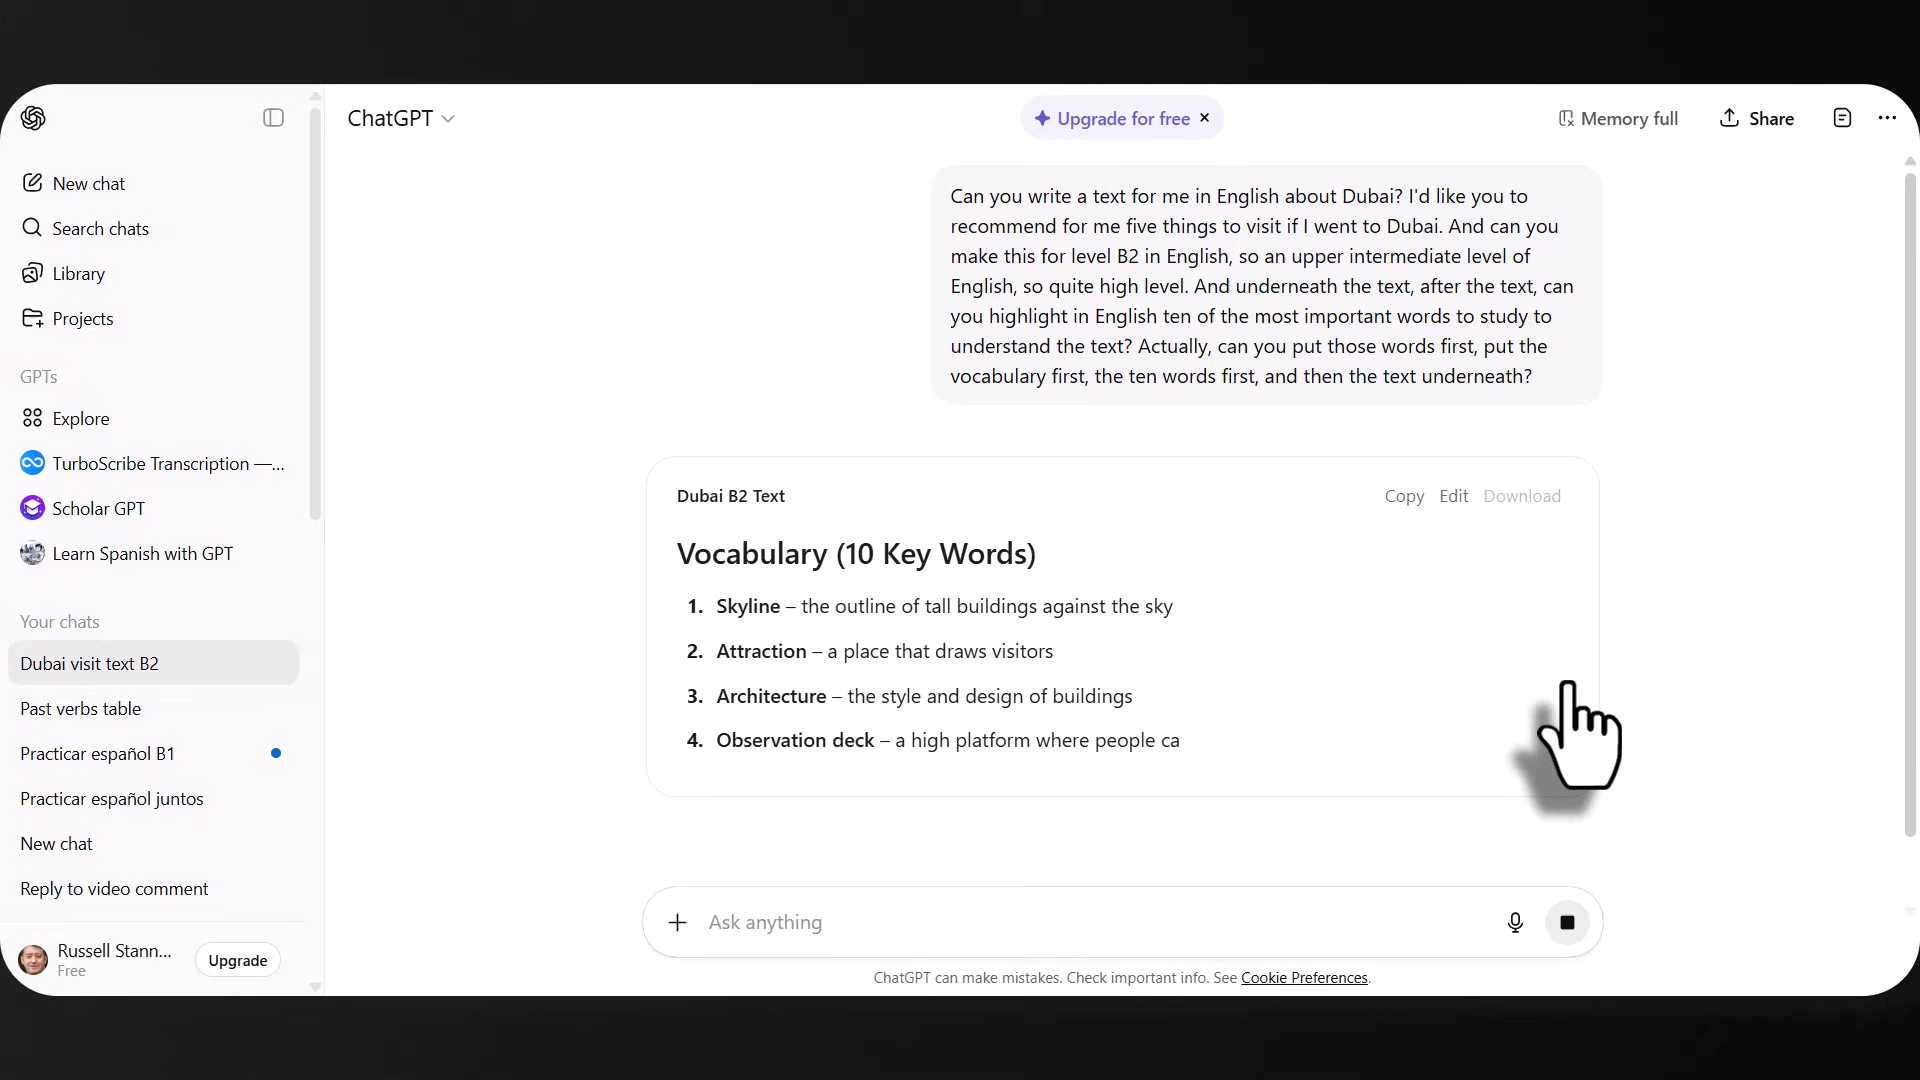 ChatGPT
Upgrade for free
Memory full
Share
New chat
Search chats
Library
Projects
GPTs
Explore
TurboScribe Transcription —...
Scholar GPT
Learn Spanish with GPT
Your chats
Dubai visit text B2
Past verbs table
Practicar español B1
Practicar español juntos
New chat
Reply to video comment
Russell Stann...
Free
Upgrade
Can you write a text for me in English about Dubai? I'd like you to
recommend for me five things to visit if I went to Dubai. And can you
make this for level B2 in English, so an upper intermediate level of
English, so quite high level. And underneath the text, after the text, can
you highlight in English ten of the most important words to study to
understand the text? Actually, can you put those words first, put the
vocabulary first, the ten words first, and then the text underneath?
Dubai B2 Text
Copy Edit Download
Vocabulary (10 Key Words)
1. Skyline – the outline of tall buildings against the sky
2. Attraction – a place that draws visitors
3. Architecture – the style and design of buildings
4. Observation deck – a high platform where people ca
Ask anything
ChatGPT can make mistakes. Check important info. See Cookie Preferences.